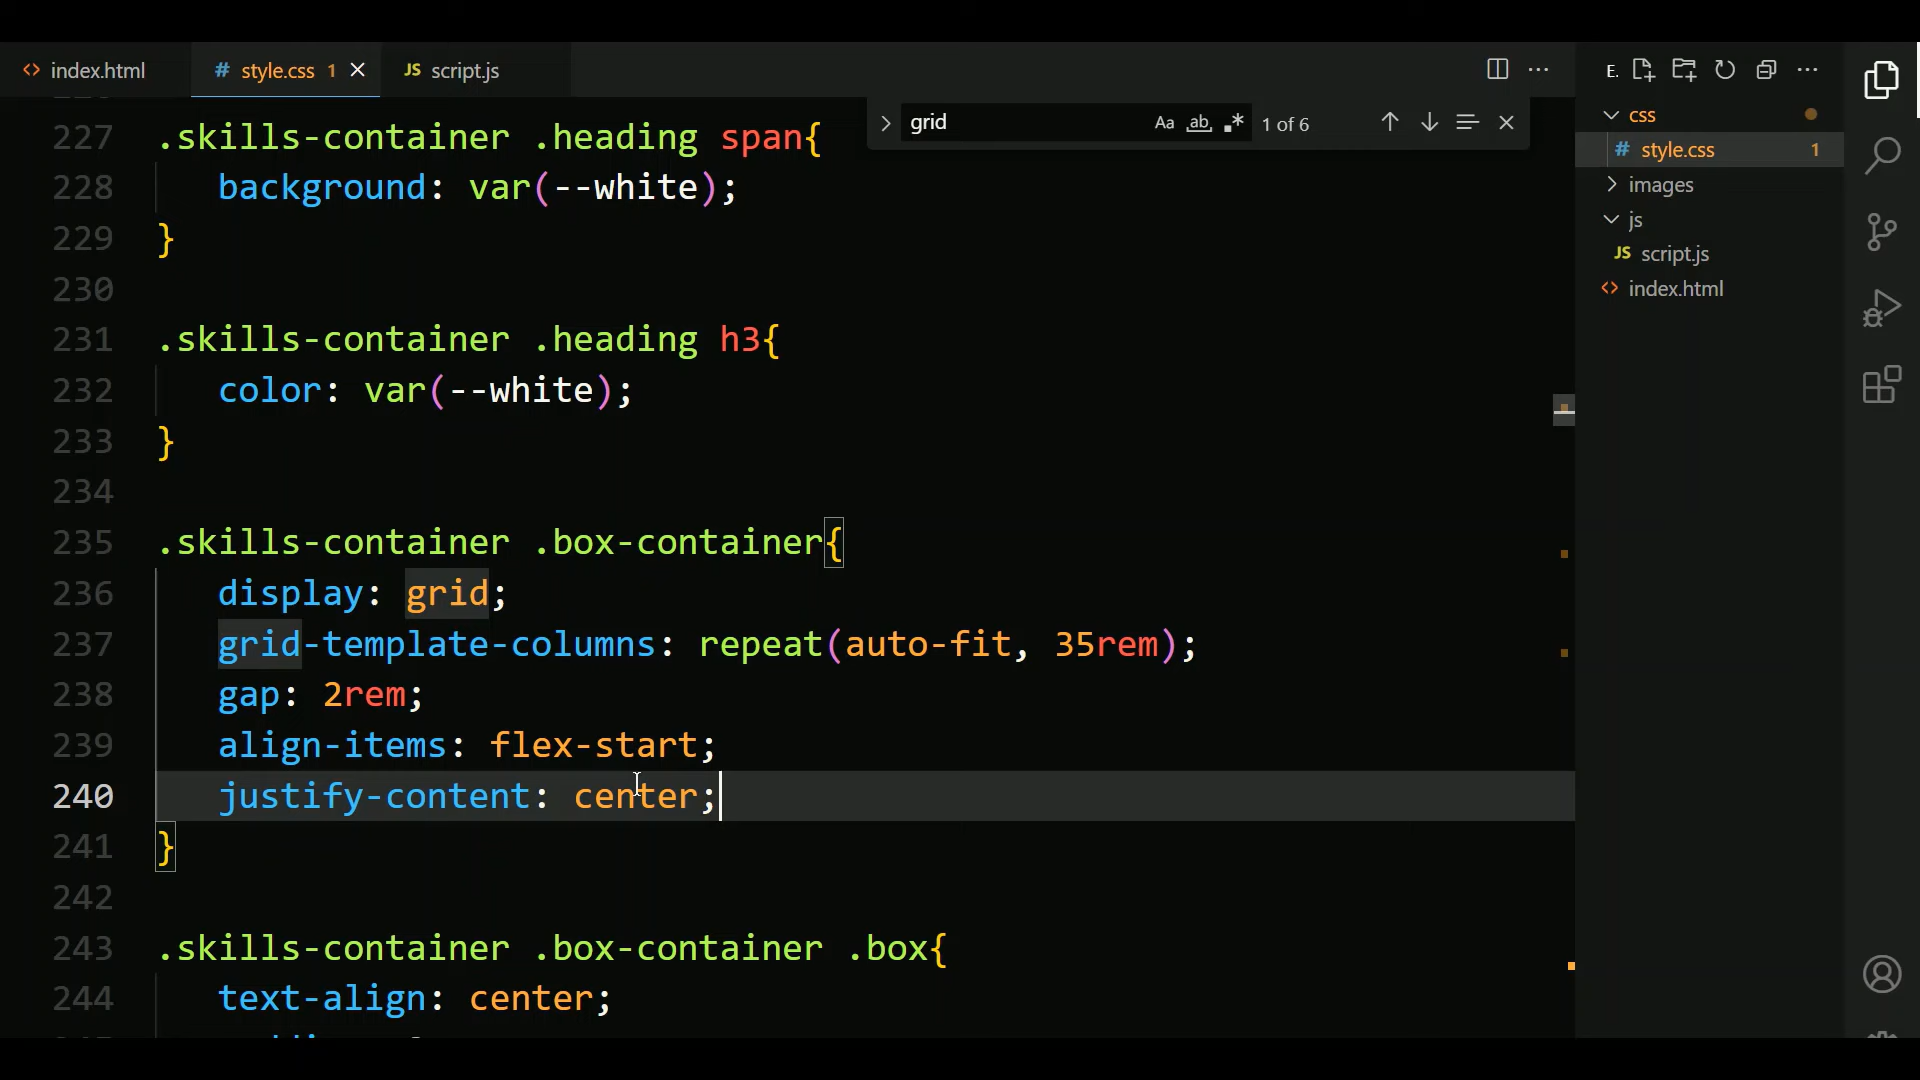 index.html
style.css 1
JS script.js
E.
grid
Aa ab 1 of 6
css
style.css 1
images
js
JS script.js
index.html
227 .skills-container .heading span{
228 background: var(--white);
229 }
230
231 .skills-container .heading h3{
232 color: var(--white);
233 }
234
235 .skills-container .box-container{
236 display: grid;
237 grid-template-columns: repeat(auto-fit, 35rem);
238 gap: 2rem;
239 align-items: flex-start;
240 justify-content: center;
241 }
242
243 .skills-container .box-container .box{
244 text-align: center;